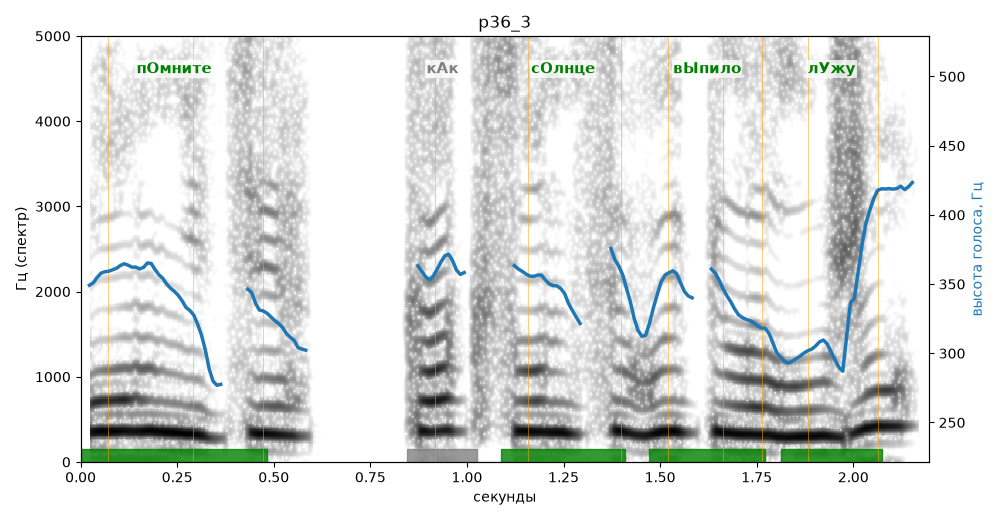 p36_3
пОмните кАк сОлнце вЫпило лУжу
5000
4000
3000
2000
1000
0
500
450
400
350
300
250
0.00 0.25 0.50 0.75 1.00 1.25 1.50 1.75 2.00
секунды
Гц (спектр)
высота голоса, Гц